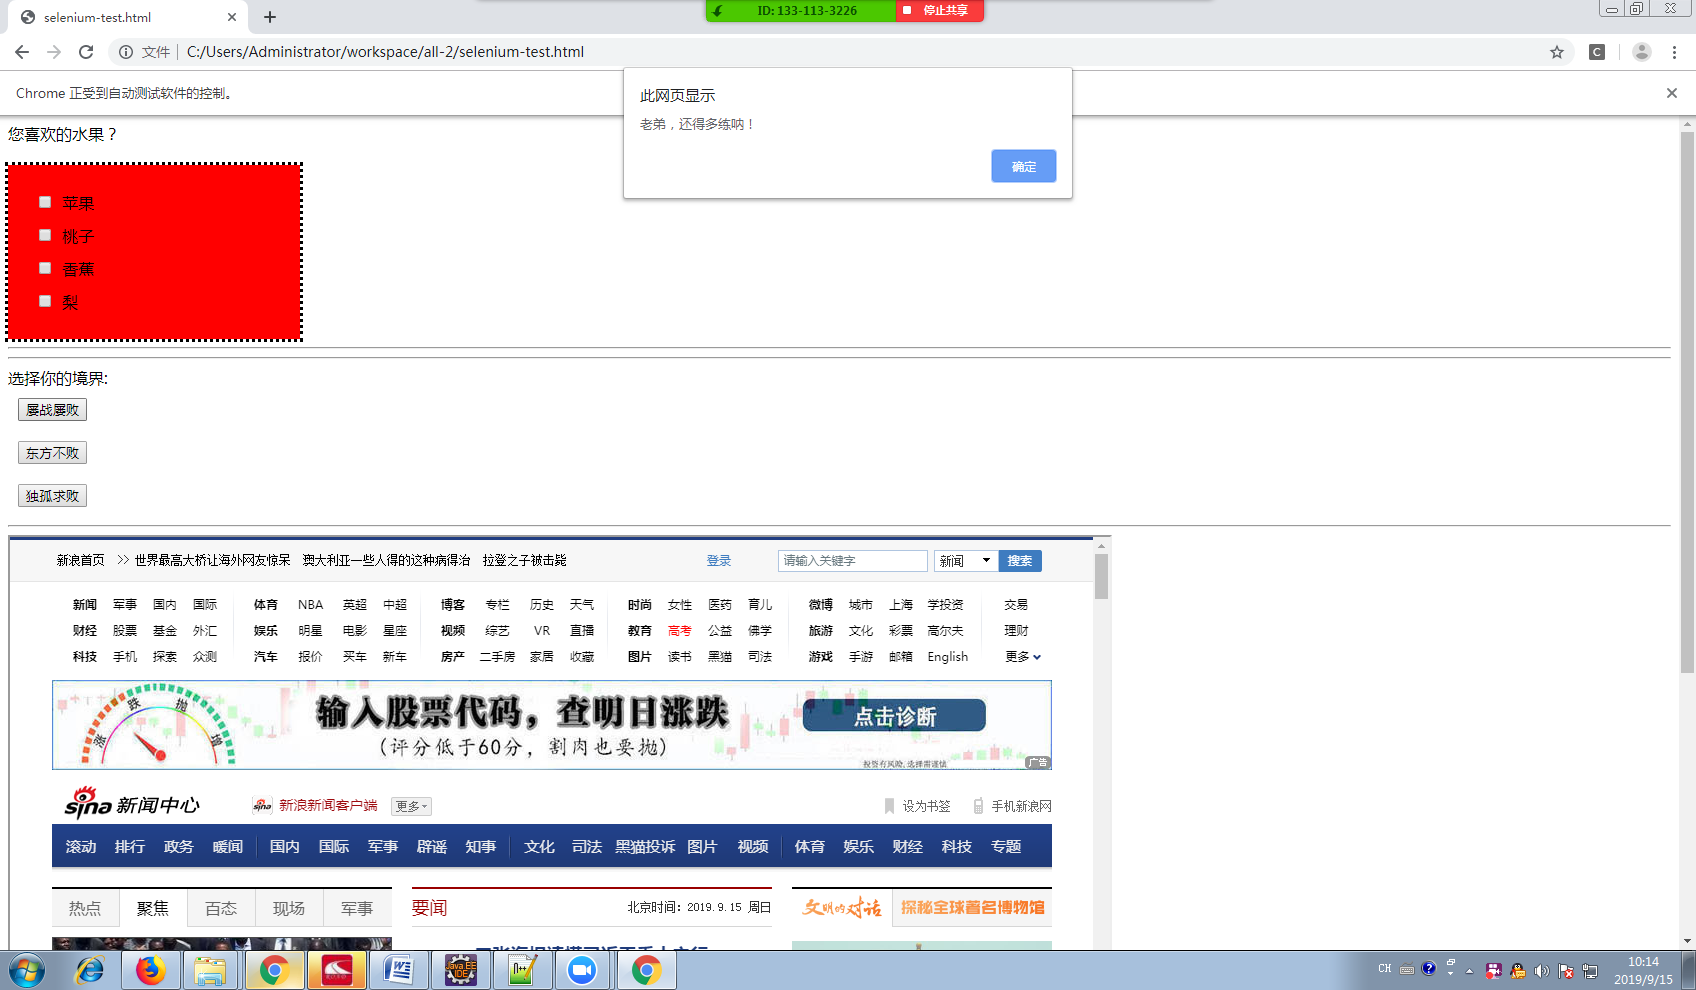 selenium-test.html
ID: 133-113-3226 停止共享
文件 C:/Users/Administrator/workspace/all-2/selenium-test.html
Chrome 正受到自动测试软件的控制。
此网页显示
老弟，还得多练呐！
确定
您喜欢的水果？
苹果
桃子
香蕉
梨
选择你的境界:
屡战屡败
东方不败
独孤求败
新浪首页 >> 世界最高大桥让海外网友惊呆 澳大利亚一些人得的这种病得治 拉登之子被击毙 登录 请输入关键字 新闻 搜索
新闻 军事 国内 国际 体育 NBA 英超 中超 博客 专栏 历史 天气 时尚 女性 医药 育儿 微博 城市 上海 学投资 交易
财经 股票 基金 外汇 娱乐 明星 电影 星座 视频 综艺 VR 直播 教育 高考 公益 佛学 旅游 文化 彩票 高尔夫 理财
科技 手机 探索 众测 汽车 报价 买车 新车 房产 二手房 家居 收藏 图片 读书 黑猫 司法 游戏 手游 邮箱 English 更多
涨 跌 抛 增
输入股票代码，查明日涨跌 点击诊断
(评分低于60分，割肉也要抛)
投资有风险,选择需谨慎 广告
sina 新闻中心 sina 新浪新闻客户端 更多 设为书签 手机新浪网
滚动 排行 政务 暖闻 国内 国际 军事 辟谣 知事 文化 司法 黑猫投诉 图片 视频 体育 娱乐 财经 科技 专题
热点 聚焦 百态 现场 军事 要闻 北京时间：2019.9.15 周日 文明的对话 探秘全球著名博物馆
Java EE
IDE
CH 10:14
2019/9/15